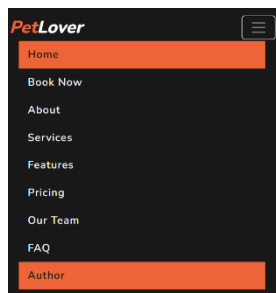 PetLover
Home
Book Now
About
Services
Features
Pricing
Our Team
FAQ
Author